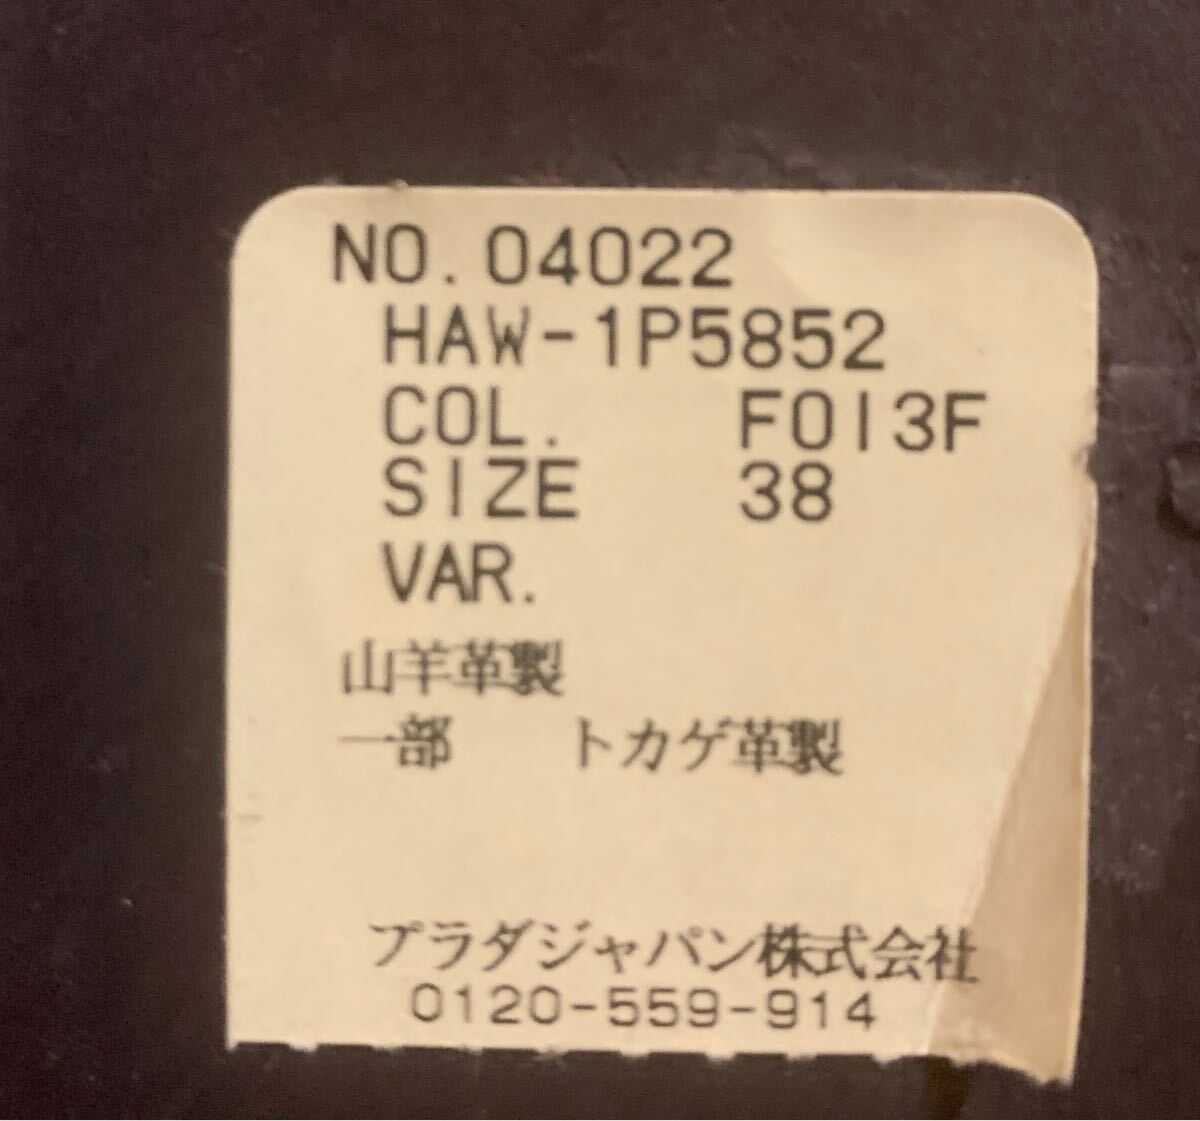 NO. 04022
HAW-1P5852
COL. F013F
SIZE 38
VAR.
山羊革製
一部 トカゲ革製
プラダジャパン株式会社
0120-559-914